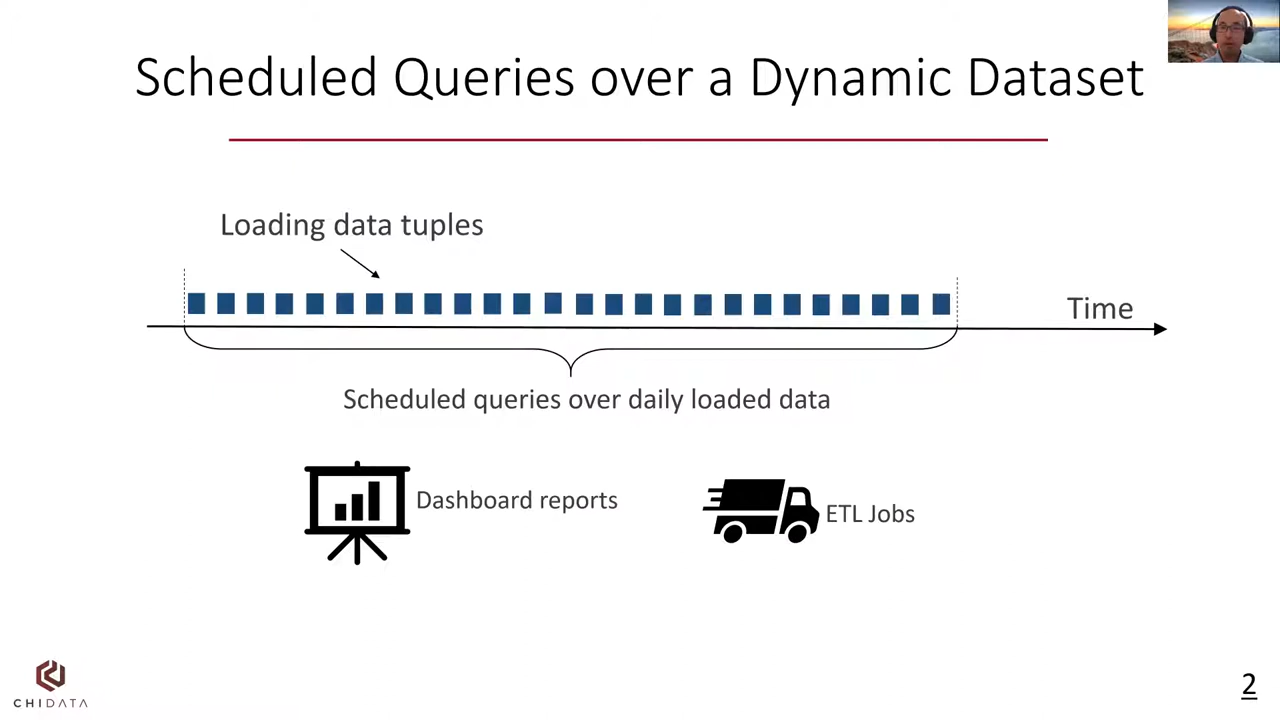 Scheduled Queries over a Dynamic Dataset
Loading data tuples
Time
Scheduled queries over daily loaded data
Dashboard reports
ETL Jobs
CHIDATA
2